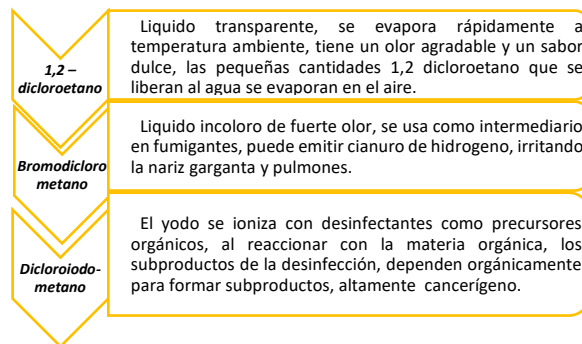 1,2 –
dicloroetano
Liquido transparente, se evapora rápidamente a
temperatura ambiente, tiene un olor agradable y un sabor
dulce, las pequeñas cantidades 1,2 dicloroetano que se
liberan al agua se evaporan en el aire.
Bromodicloro
metano
Liquido incoloro de fuerte olor, se usa como intermediario
en fumigantes, puede emitir cianuro de hidrogeno, irritando
la nariz garganta y pulmones.
Dicloroiodo-
metano
El yodo se ioniza con desinfectantes como precursores
orgánicos, al reaccionar con la materia orgánica, los
subproductos de la desinfección, dependen orgánicamente
para formar subproductos, altamente cancerígeno.